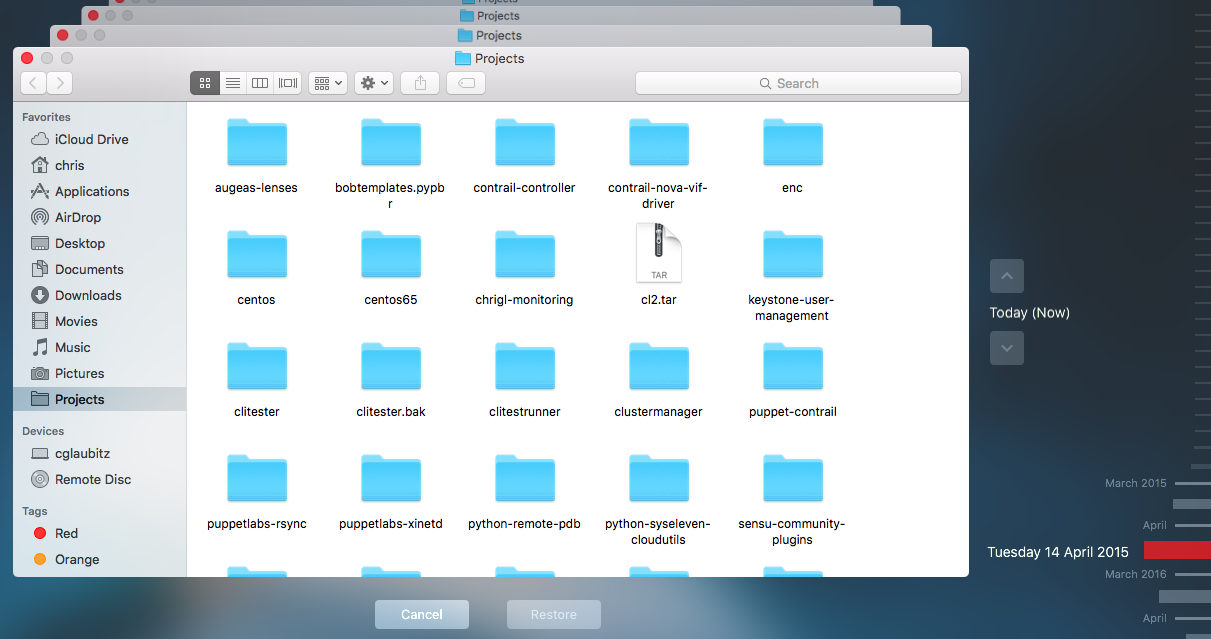 Projects
Projects
Projects
Projects
Search
Favorites
iCloud Drive
chris
Applications
AirDrop
Desktop
Documents
Downloads
Movies
Music
Pictures
Projects
Devices
cglaubitz
Remote Disc
Tags
Red
Orange
augeas-lenses
bobtemplates.pypb
r
contrail-controller
contrail-nova-vif-
driver
enc
centos
centos65
chrigl-monitoring
TAR
cl2.tar
keystone-user-
management
clitester
clitester.bak
clitestrunner
clustermanager
puppet-contrail
puppetlabs-rsync
puppetlabs-xinetd
python-remote-pdb
python-syseleven-
cloudutils
sensu-community-
plugins
Today (Now)
March 2015
April
Tuesday 14 April 2015
March 2016
April
Cancel
Restore